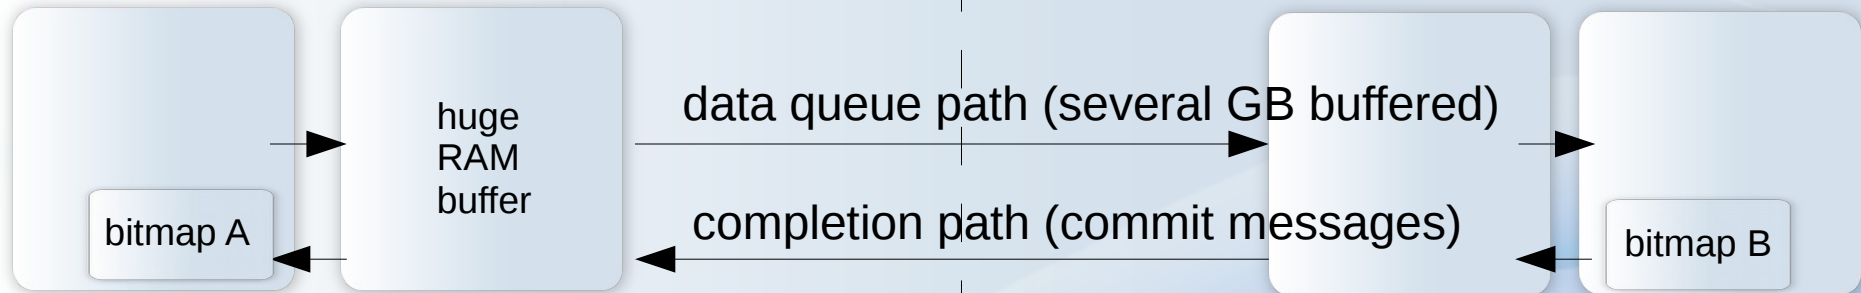 data queue path (several GB buffered)
huge
RAM
buffer
completion path (commit messages)
bitmap A
bitmap B